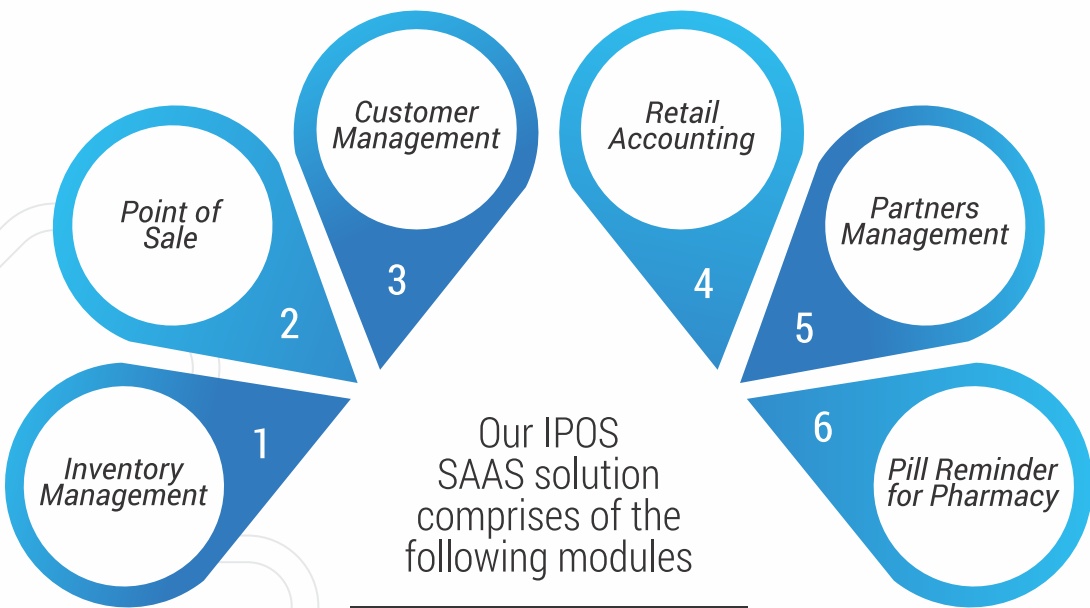 1
Inventory
Management
2
Point of
Sale
3
Customer
Management
4
Retail
Accounting
5
Partners
Management
6
Pill Reminder
for Pharmacy
Our IPOS
SAAS solution
comprises of the
following modules